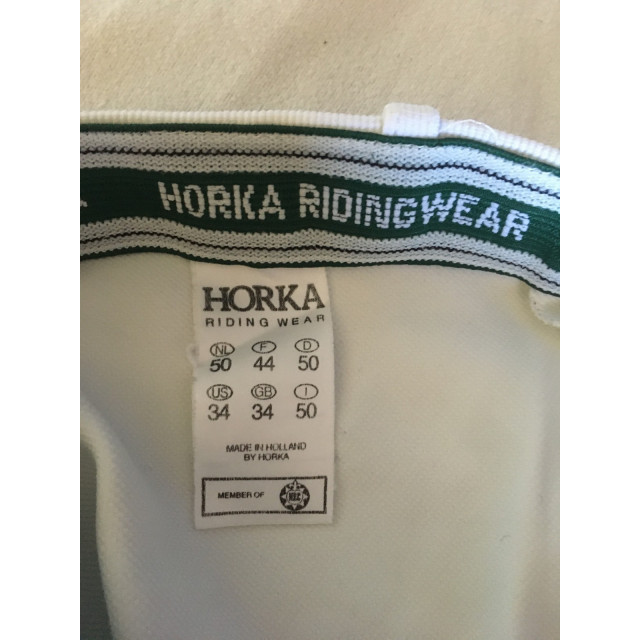 HORKA RIDINGWEAR
HORKA
RIDING WEAR
NL F D
50 44 50
US GB I
34 34 50
MADE IN HOLLAND
BY HORKA
MEMBER OF